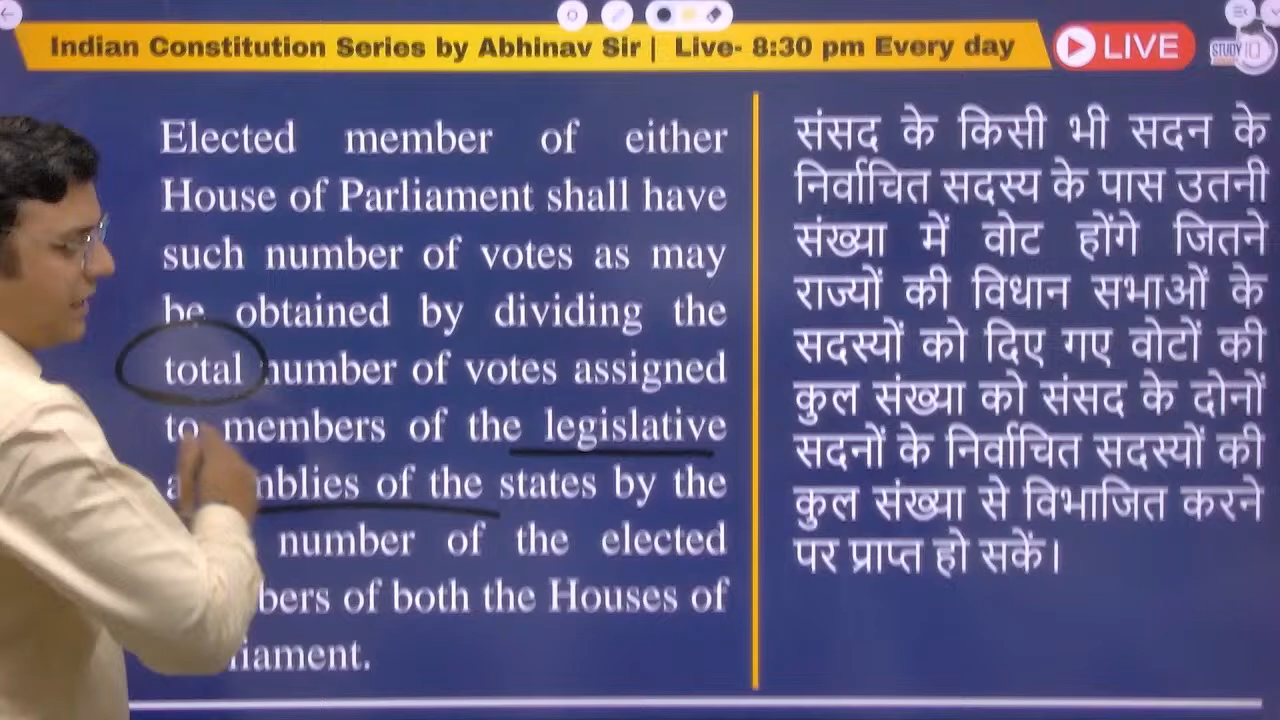 Indian Constitution Series by Abhinav Sir | Live- 8:30 pm Every day
LIVE
STUDY
Elected member of either
House of Parliament shall have
such number of votes as may
be obtained by dividing the
total number of votes assigned
to members of the legislative
of the states by the
number of the elected
of both the Houses of
संसद के किसी भी सदन के
निर्वाचित सदस्य के पास उतनी
संख्या में वोट होंगे जितने
राज्यों की विधान सभाओं के
सदस्यों को दिए गए वोटों की
कुल संख्या को संसद के दोनों
सदनों के निर्वाचित सदस्यों की
कुल संख्या से विभाजित करने
पर प्राप्त हो सकें।